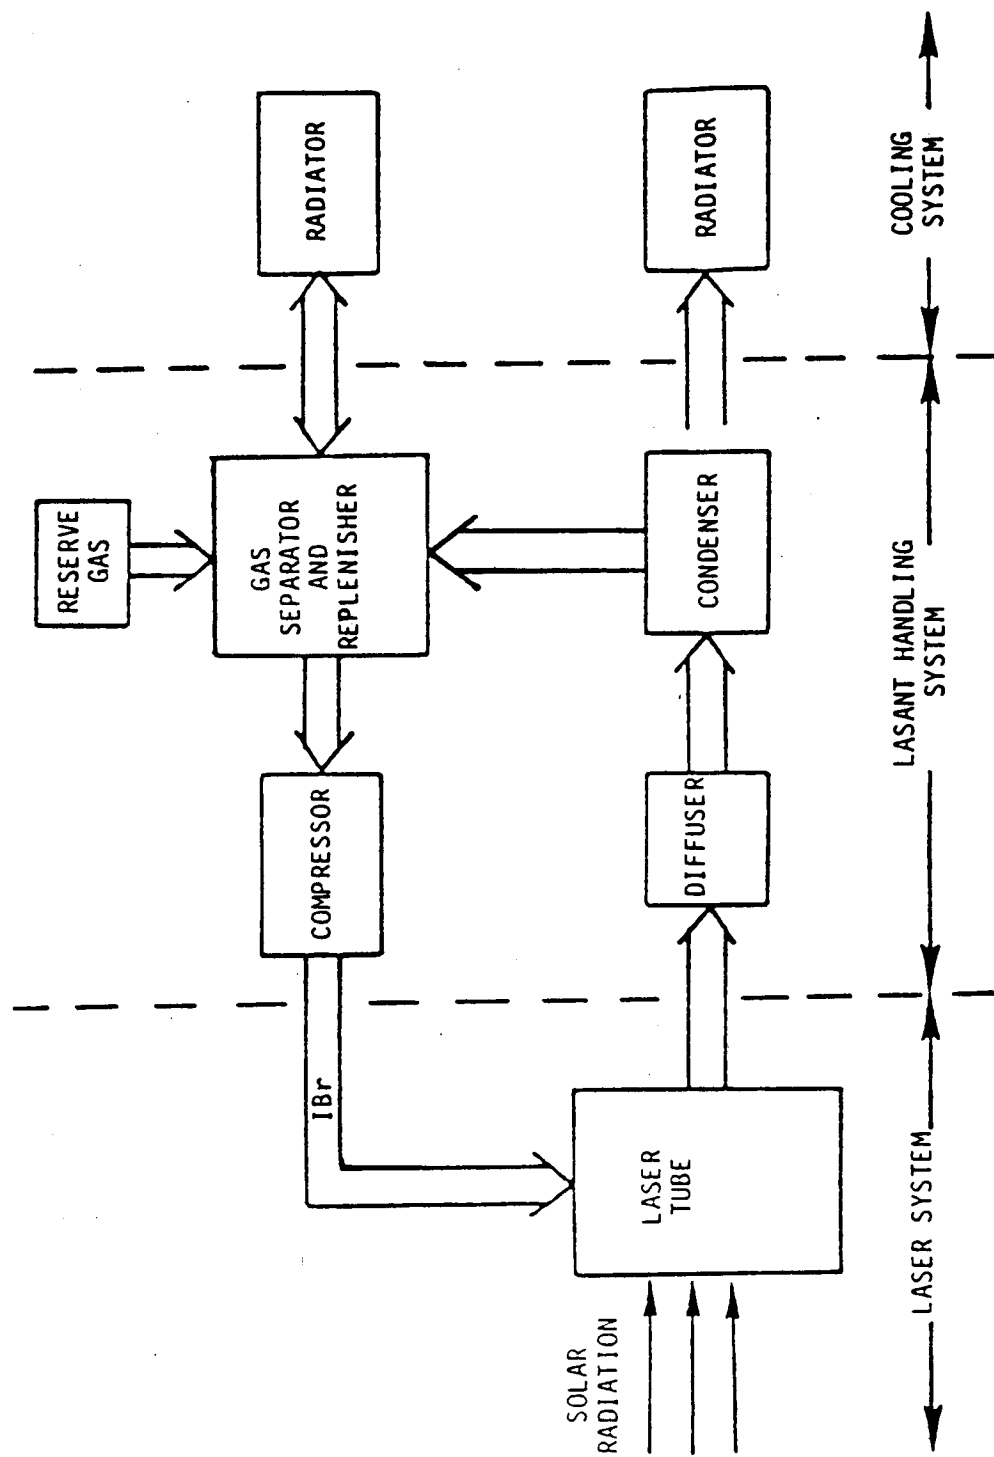 RESERVE
GAS
RADIATOR
GAS
SEPARATOR
AND
REPLENISHER
COMPRESSOR
IBr
SOLAR
RADIATION
LASER
TUBE
DIFFUSER
CONDENSER
RADIATOR
LASER SYSTEM
LASANT HANDLING
SYSTEM
COOLING
SYSTEM